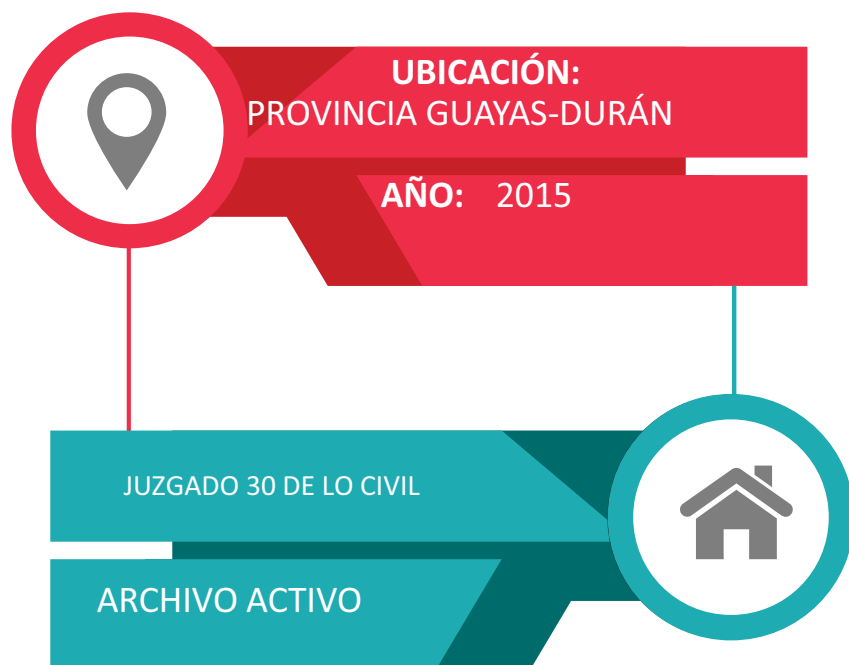 UBICACIÓN:
PROVINCIA GUAYAS-DURÁN
AÑO: 2015
JUZGADO 30 DE LO CIVIL
ARCHIVO ACTIVO